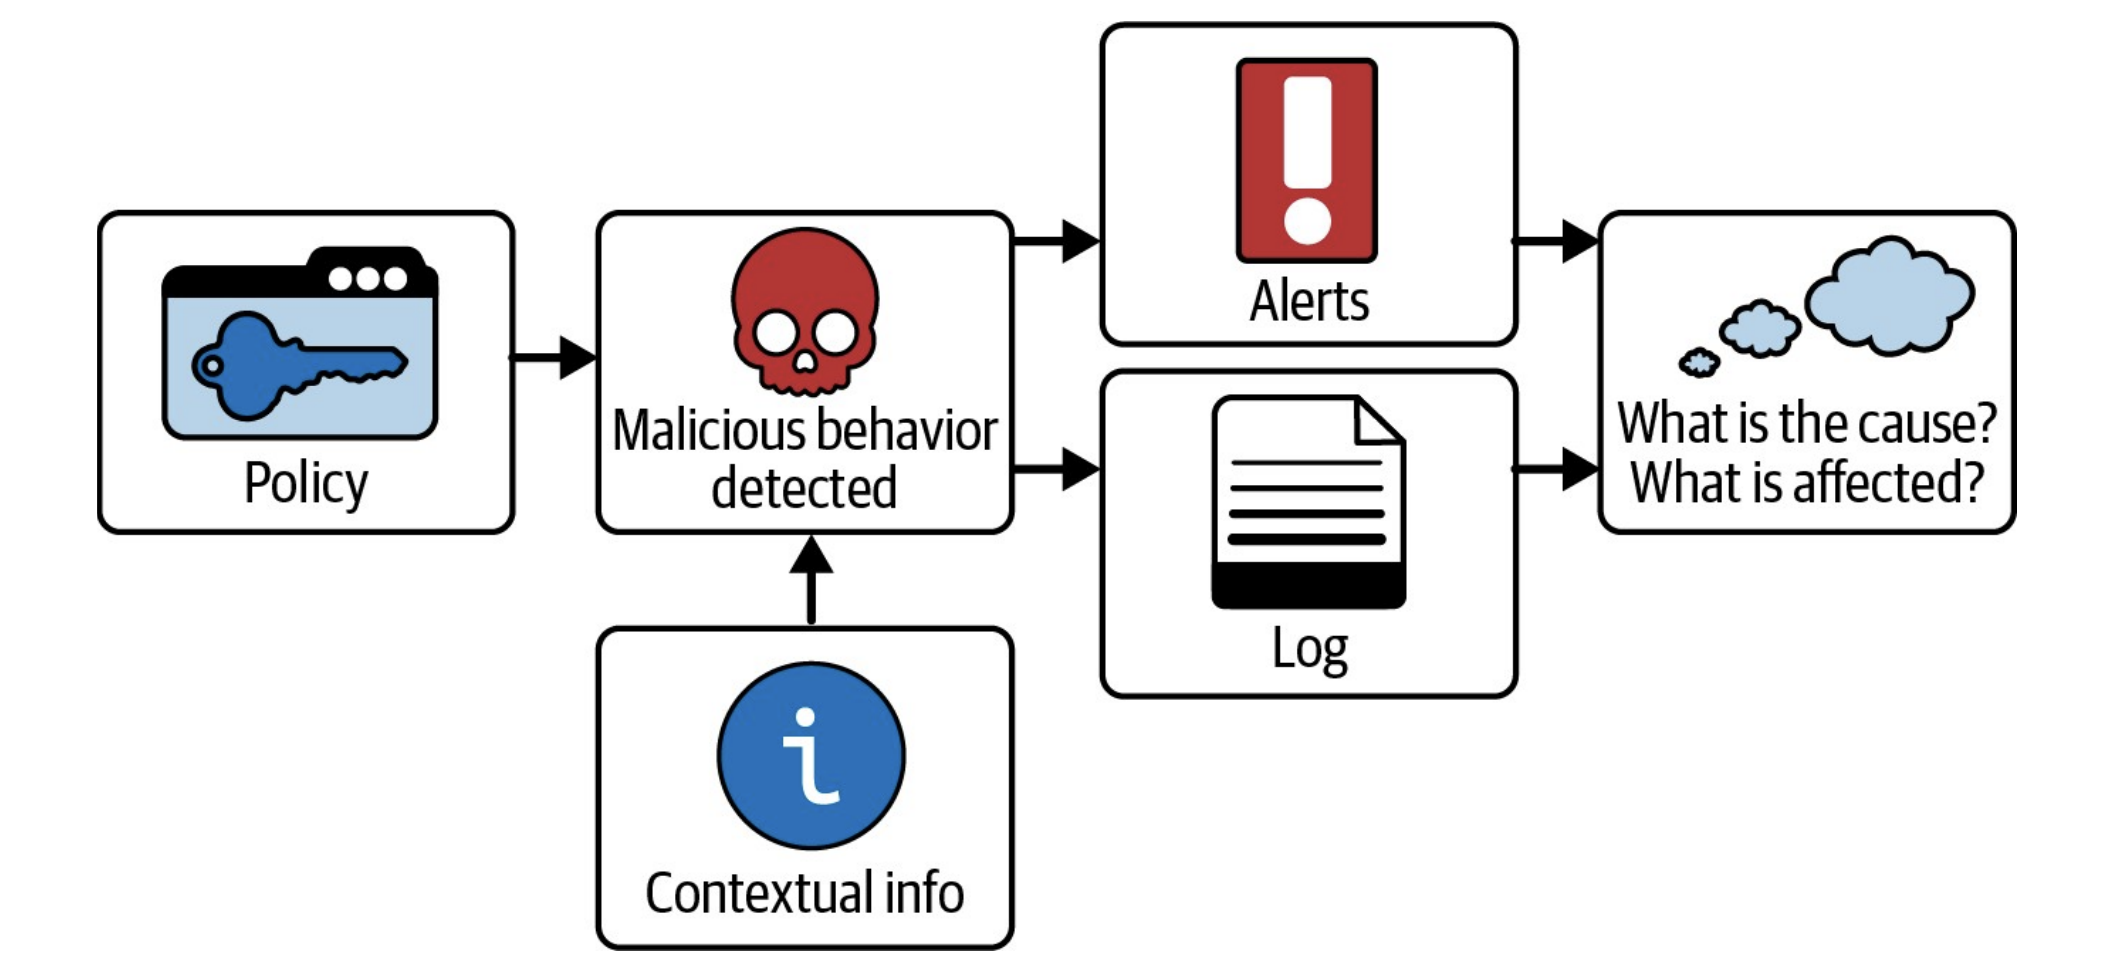 Policy
Malicious behavior
detected
Contextual info
Alerts
Log
What is the cause?
What is affected?